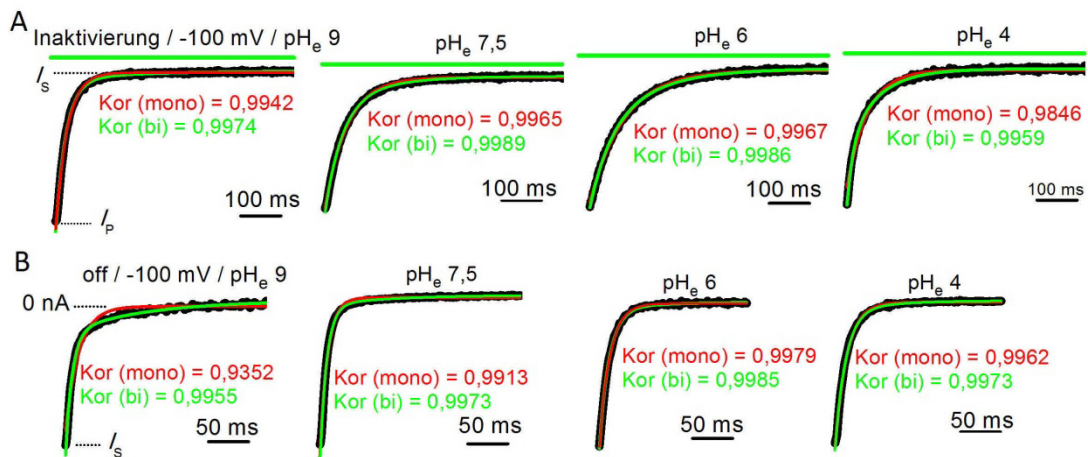 A
Inaktivierung / -100 mV / pHe 9
IS
Kor (mono) = 0,9942
Kor (bi) = 0,9974
100 ms
IP
pHe 7,5
Kor (mono) = 0,9965
Kor (bi) = 0,9989
100 ms
pHe 6
Kor (mono) = 0,9967
Kor (bi) = 0,9986
100 ms
pHe 4
Kor (mono) = 0,9846
Kor (bi) = 0,9959
100 ms
B
off / -100 mV / pHe 9
0 nA
Kor (mono) = 0,9352
Kor (bi) = 0,9955
50 ms
IS
pHe 7,5
Kor (mono) = 0,9913
Kor (bi) = 0,9973
50 ms
pHe 6
Kor (mono) = 0,9979
Kor (bi) = 0,9985
50 ms
pHe 4
Kor (mono) = 0,9962
Kor (bi) = 0,9973
50 ms